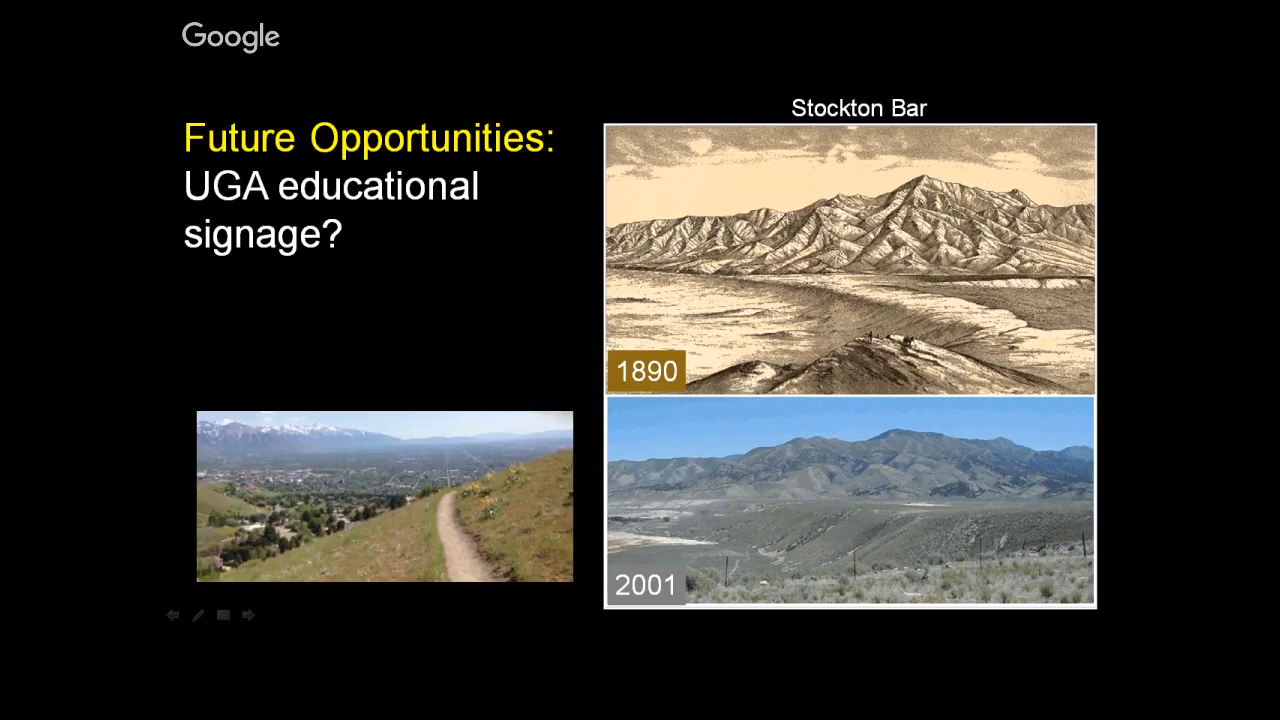 Google
Future Opportunities:
UGA educational
signage?
Stockton Bar
1890
2001